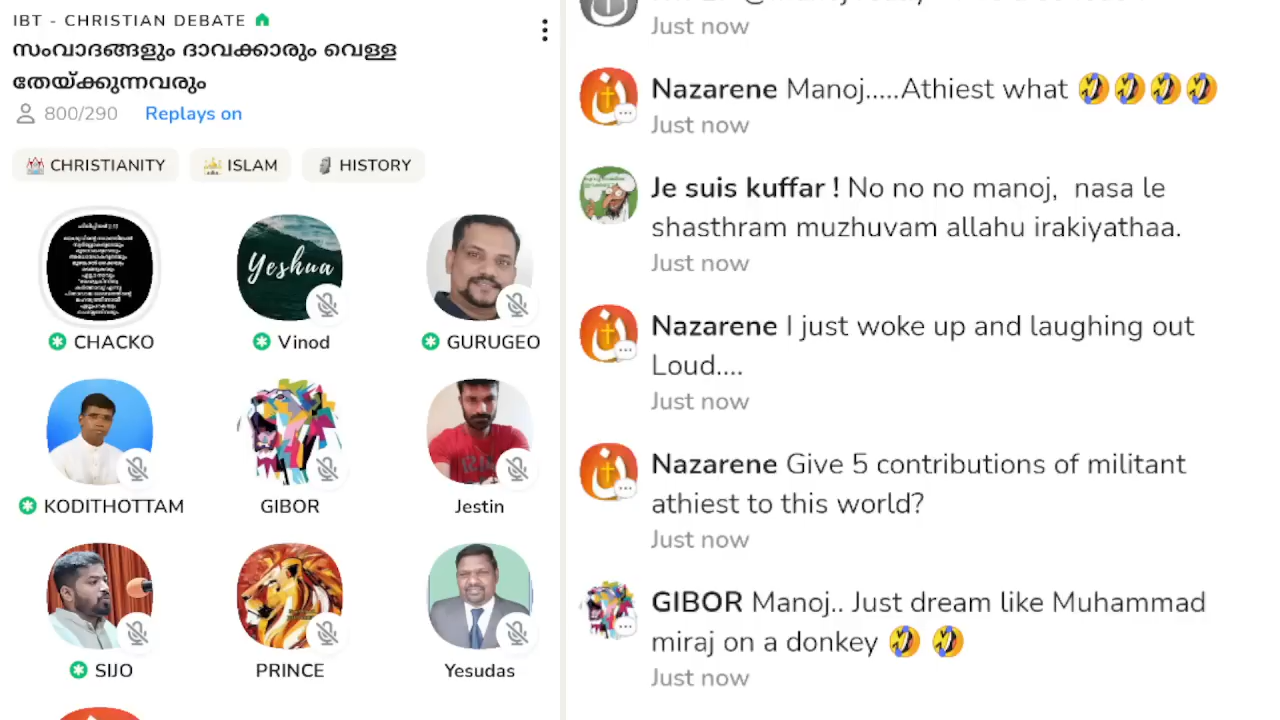 IBT - CHRISTIAN DEBATE
സംവാദങ്ങളും ദാവക്കാരും വെള്ള
തേയ്ക്കുന്നവരും
800/290 Replays on
CHRISTIANITY ISLAM HISTORY
Yeshua
CHACKO Vinod GURUGEO
KODITHOTTAM GIBOR Jestin
SIJO PRINCE Yesudas
Just now
Nazarene Manoj.....Athiest what 🤣🤣🤣🤣
Just now
Je suis kuffar ! No no no manoj, nasa le
shasthram muzhuvam allahu irakiyathaa.
Just now
Nazarene I just woke up and laughing out
Loud....
Just now
Nazarene Give 5 contributions of militant
athiest to this world?
Just now
GIBOR Manoj.. Just dream like Muhammad
miraj on a donkey 🤣 🤣
Just now